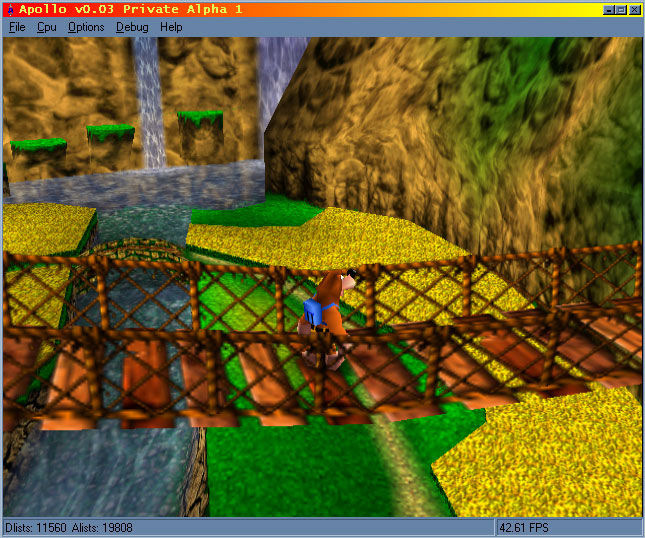 Apollo v0.03 Private Alpha 1
File Cpu Options Debug Help
Dlists: 11560 Alists: 19808 42.61 FPS